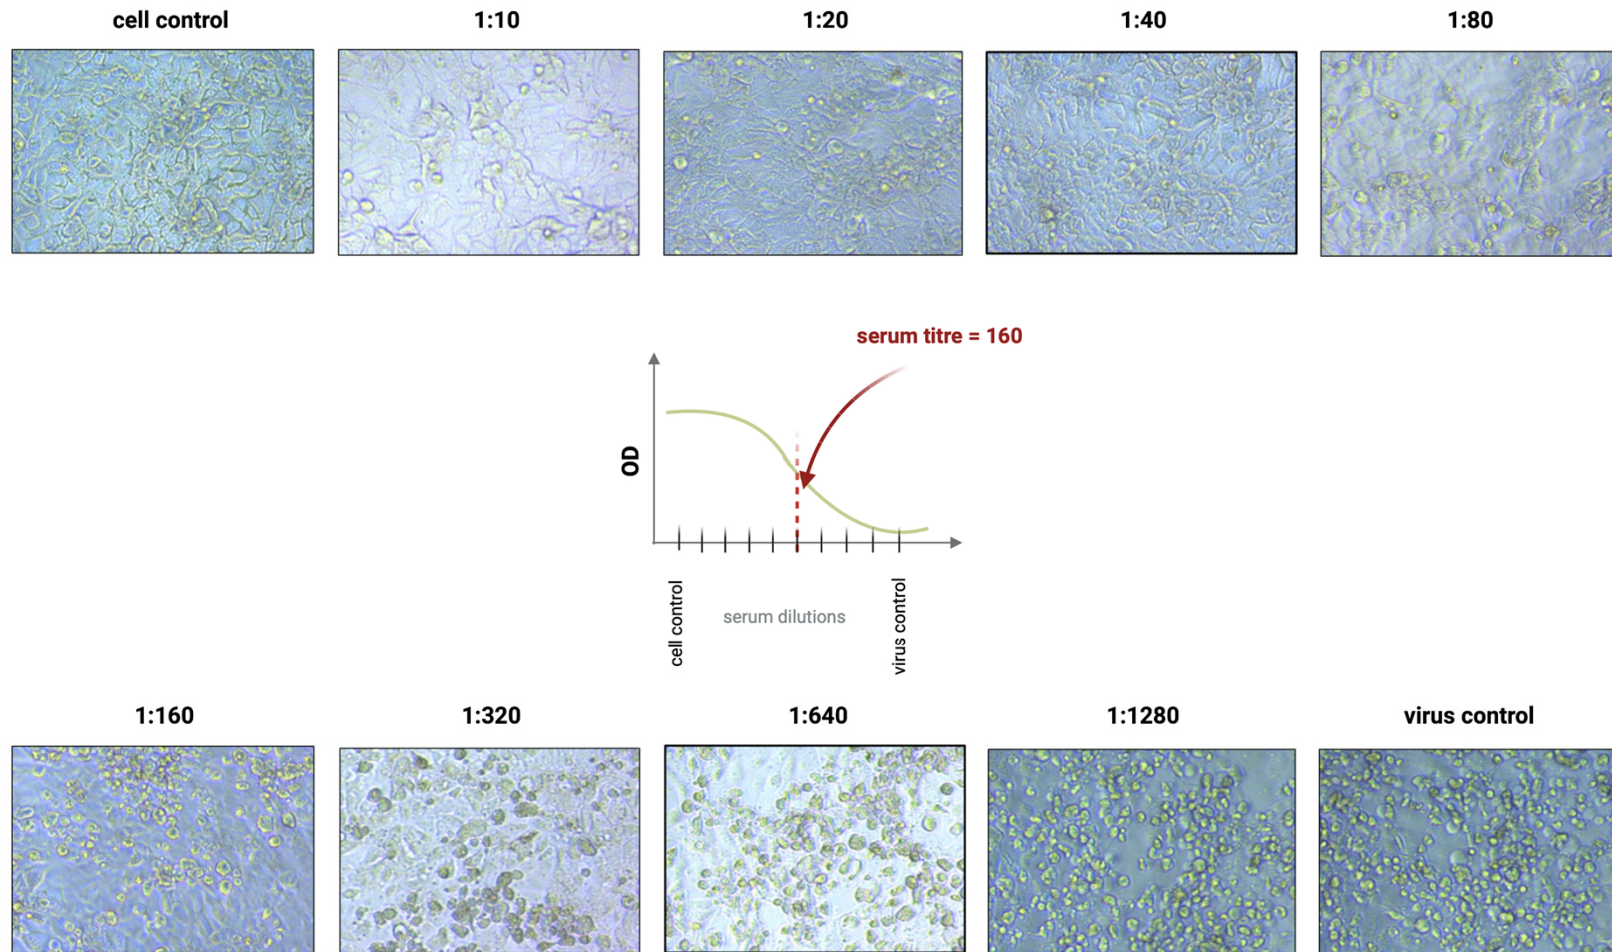 cell control
1:10
1:20
1:40
1:80
serum titre = 160
OD
cell control
serum dilutions
virus control
1:160
1:320
1:640
1:1280
virus control